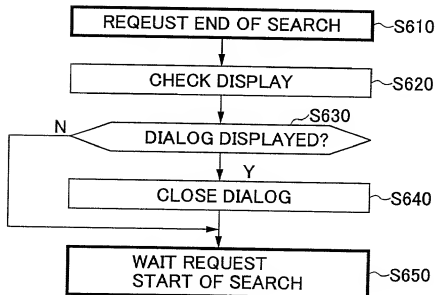 REQEUST END OF SEARCH
S610
CHECK DISPLAY
S620
S630
N
DIALOG DISPLAYED?
Y
CLOSE DIALOG
S640
WAIT REQUEST
START OF SEARCH
S650